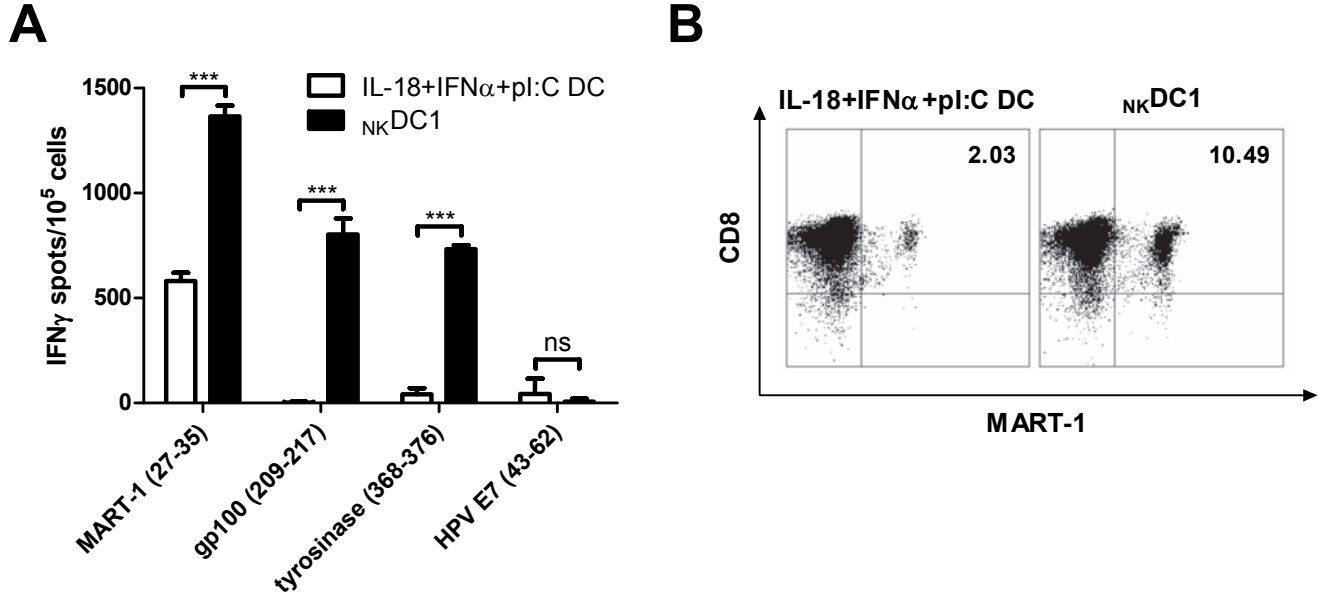 A
IFNγ spots/10⁵ cells
1500
1000
500
0
IL-18+IFNα+pI:C DC
NKDC1
***
***
***
ns
MART-1 (27-35)
gp100 (209-217)
tyrosinase (368-376)
HPV E7 (43-62)
B
IL-18+IFNα+pI:C DC
NKDC1
2.03
10.49
CD8
MART-1